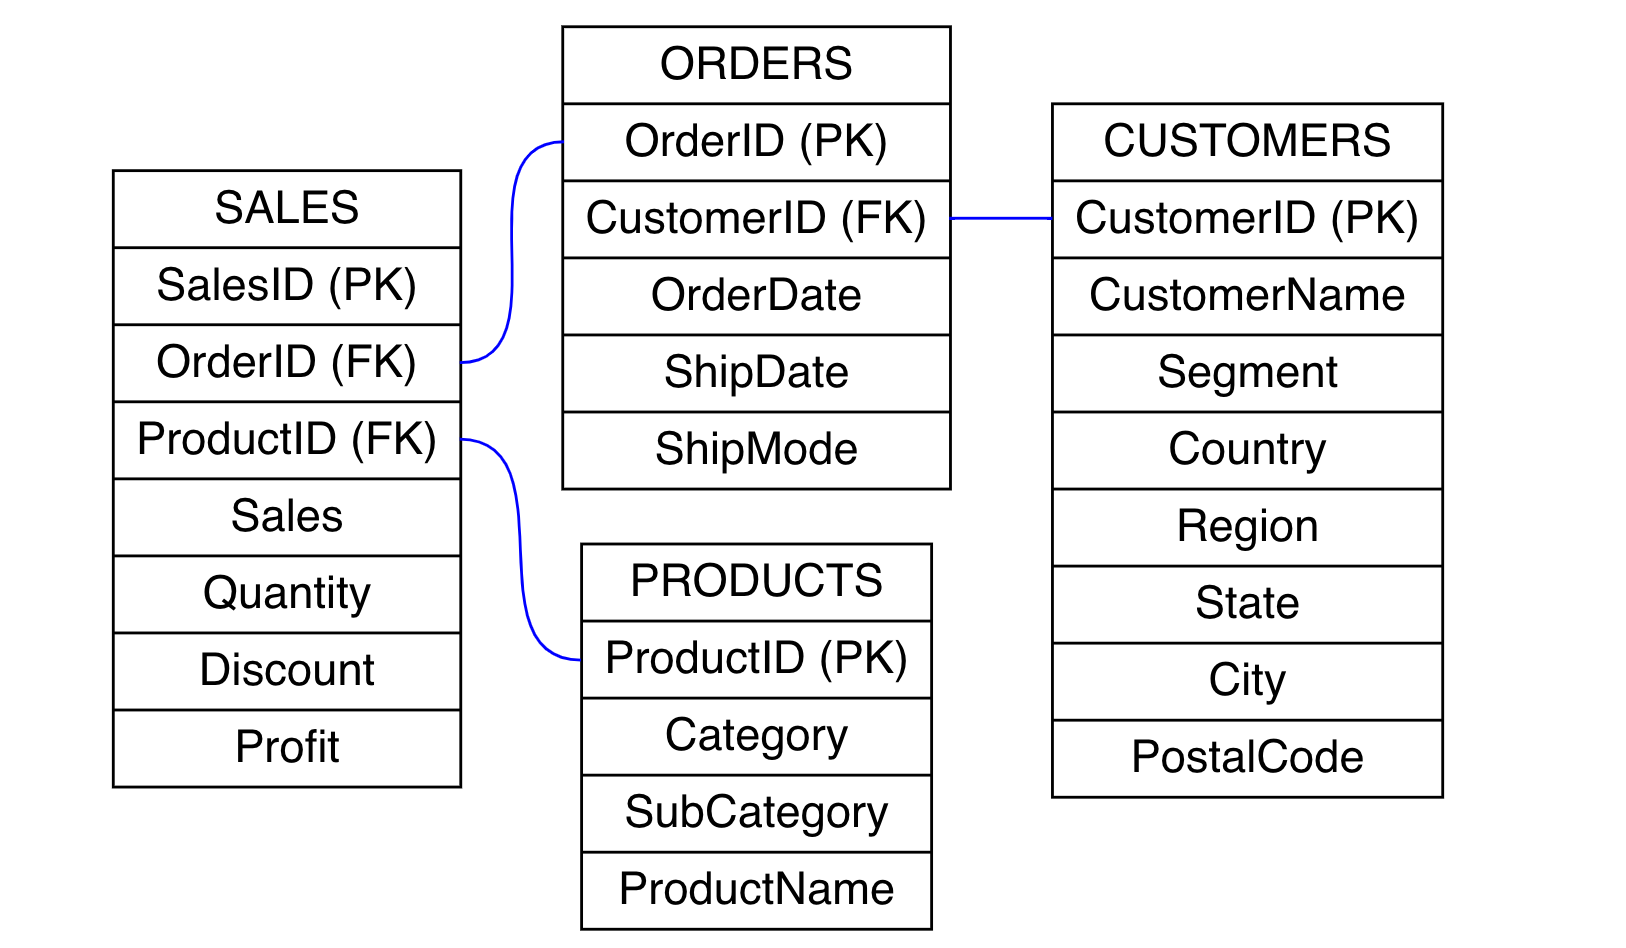 SALES
SalesID (PK)
OrderID (FK)
ProductID (FK)
Sales
Quantity
Discount
Profit
ORDERS
OrderID (PK)
CustomerID (FK)
OrderDate
ShipDate
ShipMode
PRODUCTS
ProductID (PK)
Category
SubCategory
ProductName
CUSTOMERS
CustomerID (PK)
CustomerName
Segment
Country
Region
State
City
PostalCode